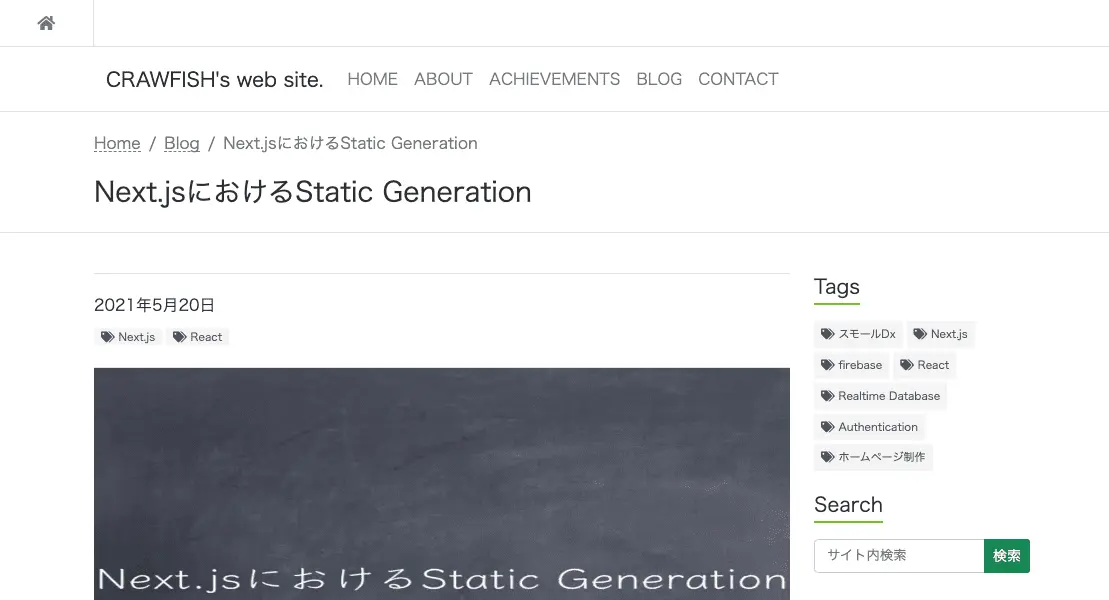 CRAWFISH's web site. HOME ABOUT ACHIEVEMENTS BLOG CONTACT
Home / Blog / Next.jsにおけるStatic Generation
Next.jsにおけるStatic Generation
2021年5月20日
Next.js React
Next.jsにおけるStatic Generation
Tags
スモールDx Next.js
firebase React
Realtime Database
Authentication
ホームページ制作
Search
サイト内検索 検索